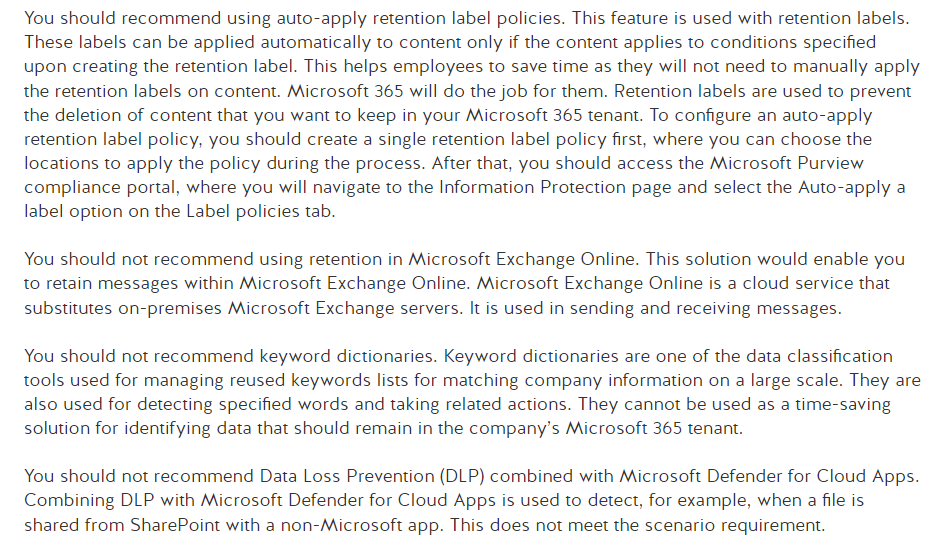 You should recommend using auto-apply retention label policies. This feature is used with retention labels.
These labels can be applied automatically to content only if the content applies to conditions specified
upon creating the retention label. This helps employees to save time as they will not need to manually apply
the retention labels on content. Microsoft 365 will do the job for them. Retention labels are used to prevent
the deletion of content that you want to keep in your Microsoft 365 tenant. To configure an auto-apply
retention label policy, you should create a single retention label policy first, where you can choose the
locations to apply the policy during the process. After that, you should access the Microsoft Purview
compliance portal, where you will navigate to the Information Protection page and select the Auto-apply a
label option on the Label policies tab.
You should not recommend using retention in Microsoft Exchange Online. This solution would enable you
to retain messages within Microsoft Exchange Online. Microsoft Exchange Online is a cloud service that
substitutes on-premises Microsoft Exchange servers. It is used in sending and receiving messages.
You should not recommend keyword dictionaries. Keyword dictionaries are one of the data classification
tools used for managing reused keywords lists for matching company information on a large scale. They are
also used for detecting specified words and taking related actions. They cannot be used as a time-saving
solution for identifying data that should remain in the company's Microsoft 365 tenant.
You should not recommend Data Loss Prevention (DLP) combined with Microsoft Defender for Cloud Apps.
Combining DLP with Microsoft Defender for Cloud Apps is used to detect, for example, when a file is
shared from SharePoint with a non-Microsoft app. This does not meet the scenario requirement.